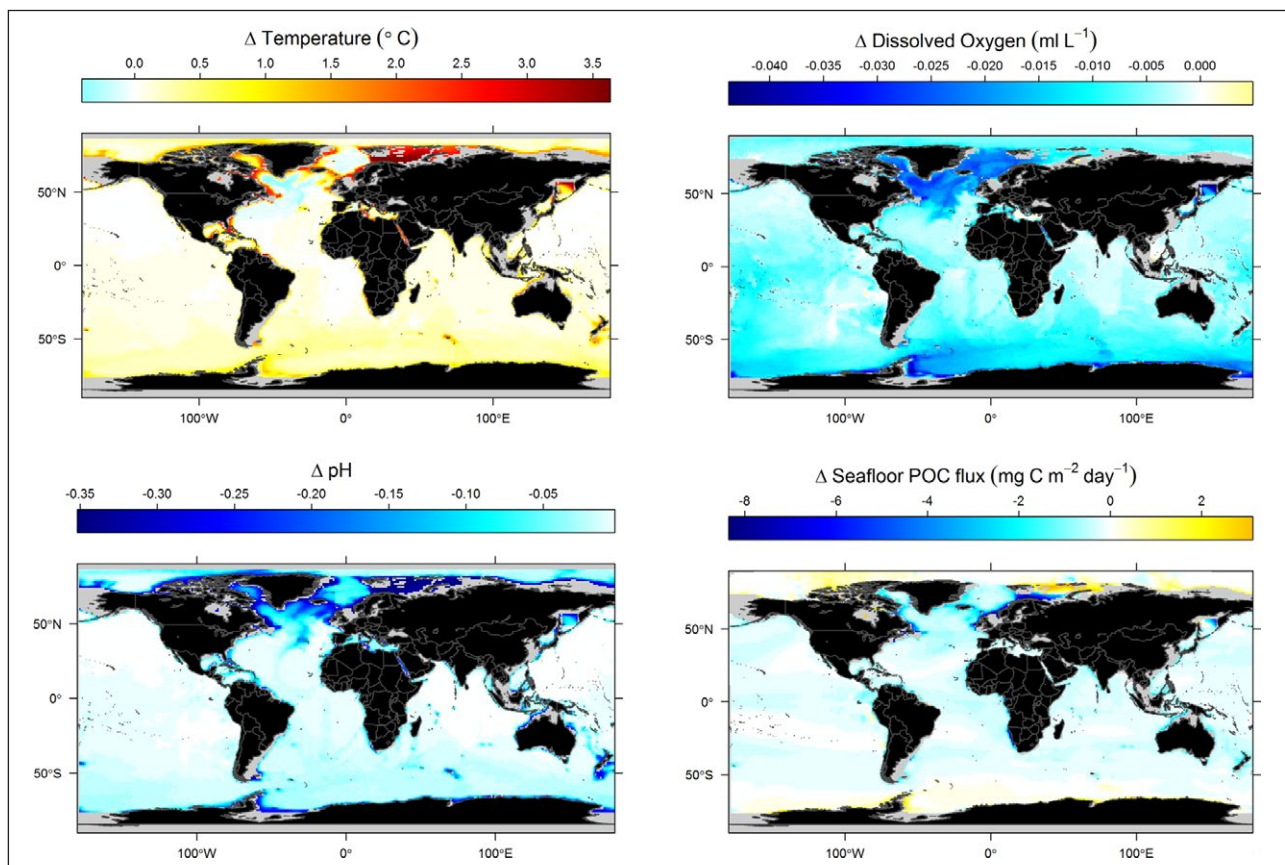 Δ Temperature (° C)
0.0 0.5 1.0 1.5 2.0 2.5 3.0 3.5
50°N
0°
50°S
100°W 0° 100°E
Δ Dissolved Oxygen (ml L⁻¹)
-0.040 -0.035 -0.030 -0.025 -0.020 -0.015 -0.010 -0.005 0.000
50°N
0°
50°S
100°W 0° 100°E
Δ pH
-0.35 -0.30 -0.25 -0.20 -0.15 -0.10 -0.05
50°N
0°
50°S
100°W 0° 100°E
Δ Seafloor POC flux (mg C m⁻² day⁻¹)
-8 -6 -4 -2 0 2
50°N
0°
50°S
100°W 0° 100°E